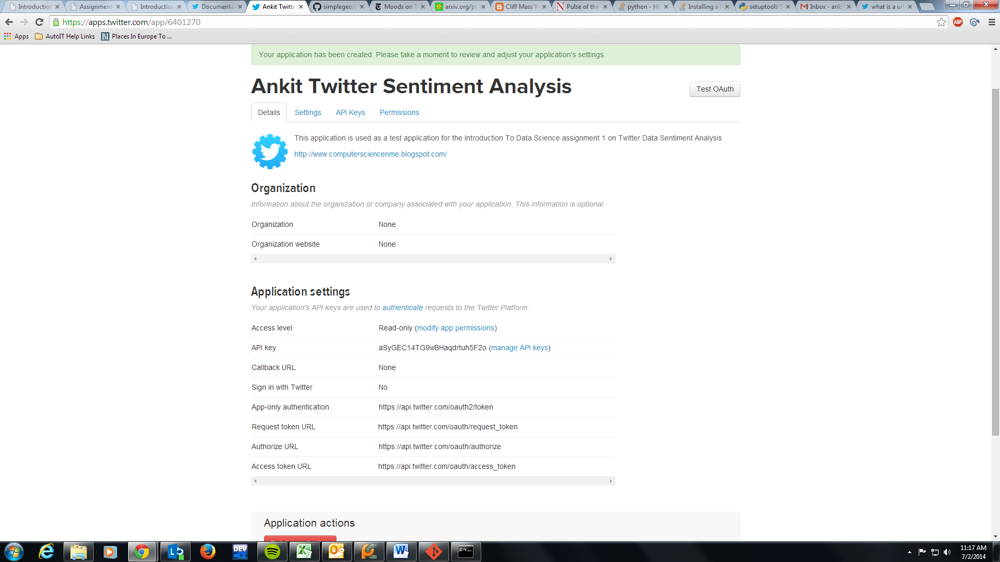 Introduction
Assignment
Introduction
Documenta
Ankit Twitte
simplegeo/
Moods on T
arxiv.org/pc
Cliff Mass W
Pulse of the
python - Ho
Installing a
setuptools
Inbox - anki
what is a url
https://apps.twitter.com/app/6401270
ABP
Apps
AutoIT Help Links
BI Places In Europe To ...
Your application has been created. Please take a moment to review and adjust your application's settings.
Ankit Twitter Sentiment Analysis
Test OAuth
Details Settings API Keys Permissions
This application is used as a test application for the Introduction To Data Science assignment 1 on Twitter Data Sentiment Analysis
http://www.computersciencenme.blogspot.com/
Organization
Information about the organization or company associated with your application. This information is optional.
Organization None
Organization website None
Application settings
Your application's API keys are used to authenticate requests to the Twitter Platform.
Access level Read-only (modify app permissions)
API key aSyGEC14TG9wBHaqdrtuh5F2o (manage API keys)
Callback URL None
Sign in with Twitter No
App-only authentication https://api.twitter.com/oauth2/token
Request token URL https://api.twitter.com/oauth/request_token
Authorize URL https://api.twitter.com/oauth/authorize
Access token URL https://api.twitter.com/oauth/access_token
Application actions
DEV
C:\
11:17 AM
7/2/2014